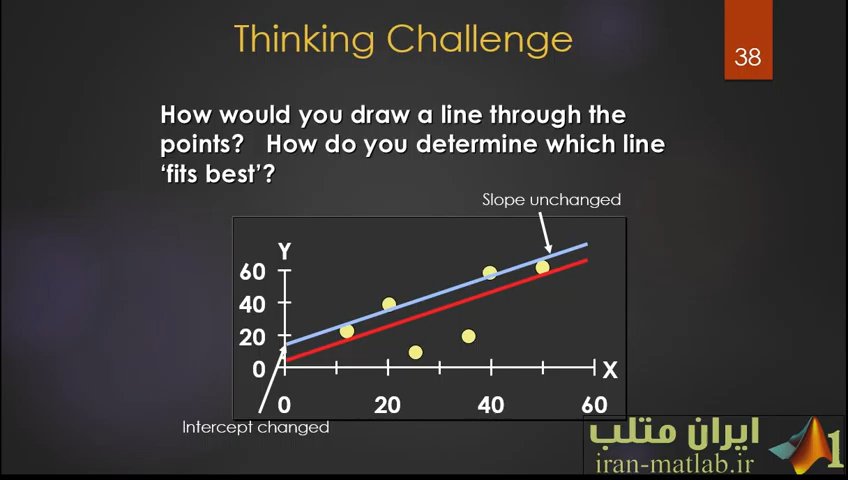 Thinking Challenge
38
How would you draw a line through the
points? How do you determine which line
‘fits best’?
Slope unchanged
Y
60
40
20
0
X
0 20 40 60
Intercept changed
ایران متلب
iran-matlab.ir
1